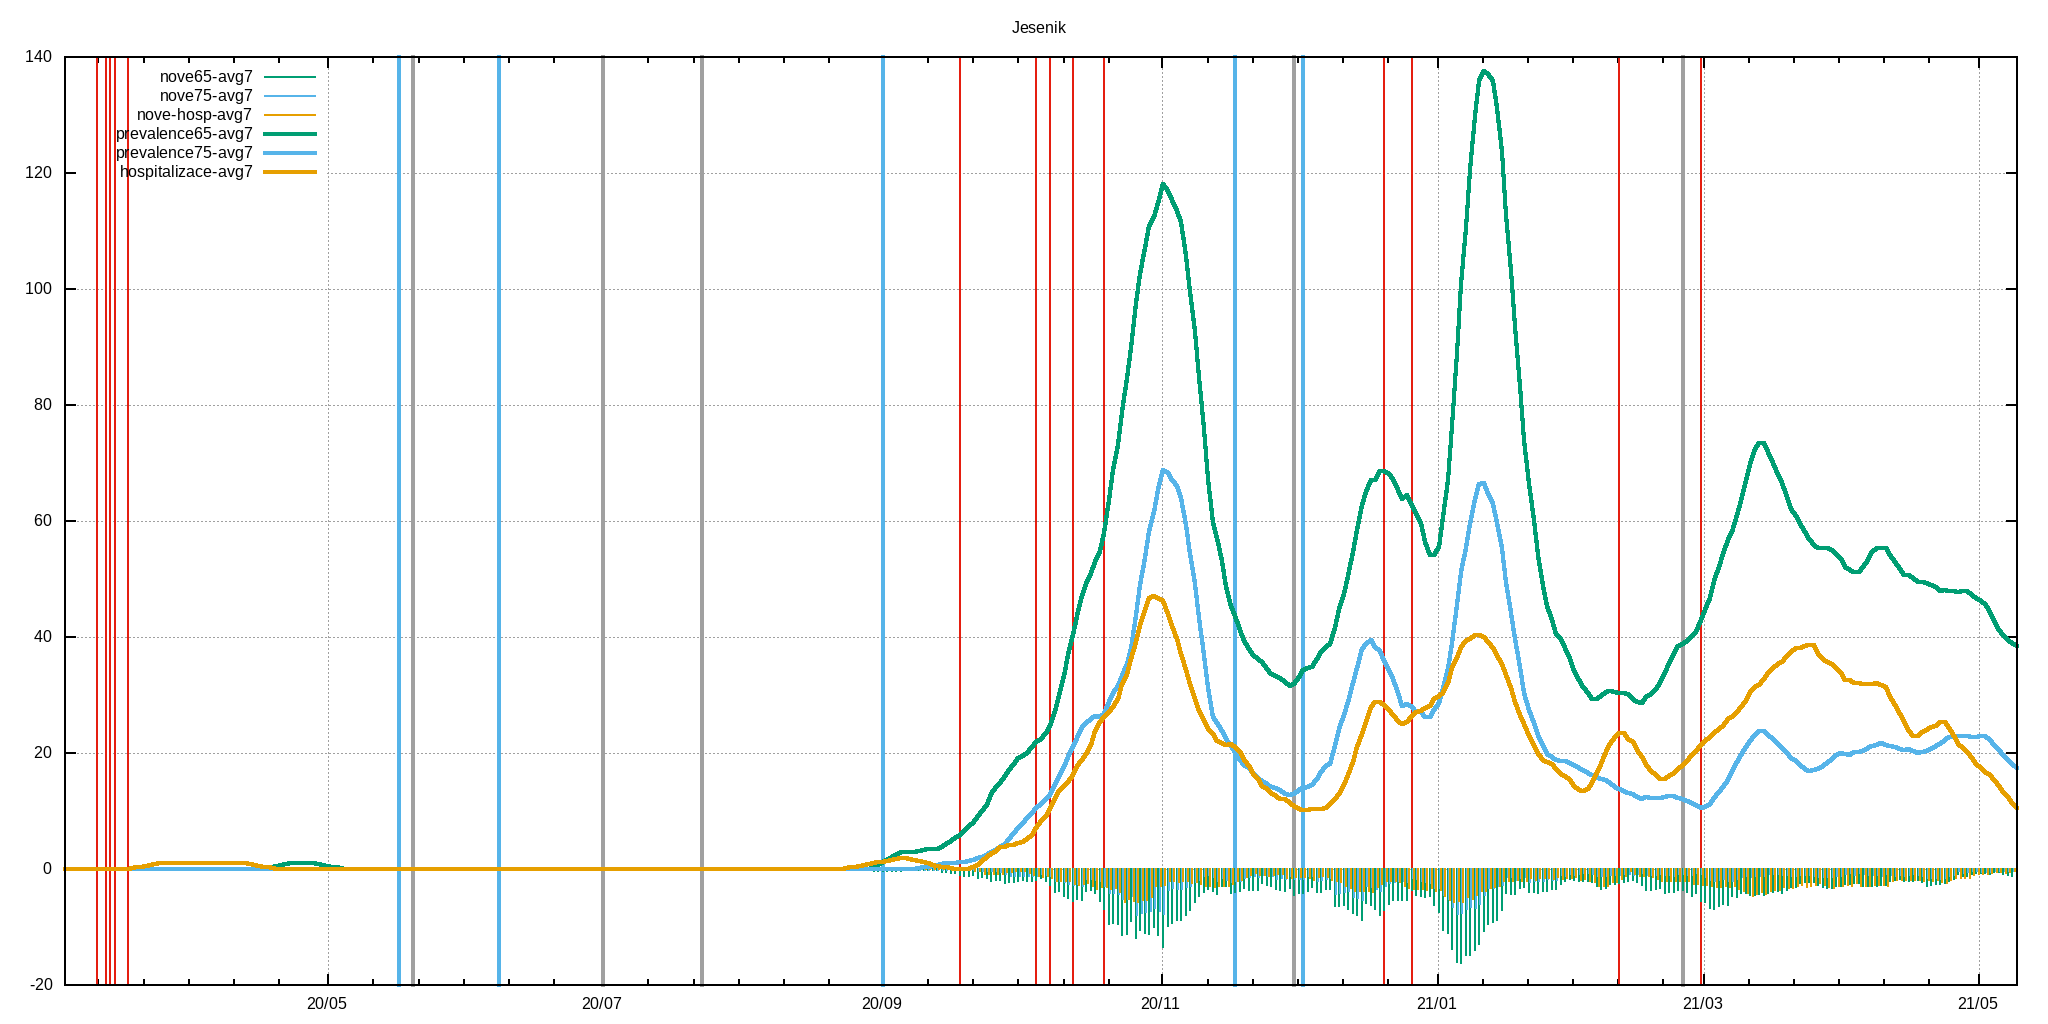 Jesenik
140
120
100
80
60
40
20
0
-20
nove65-avg7
nove75-avg7
nove-hosp-avg7
prevalence65-avg7
prevalence75-avg7
hospitalizace-avg7
20/05 20/07 20/09 20/11 21/01 21/03 21/05